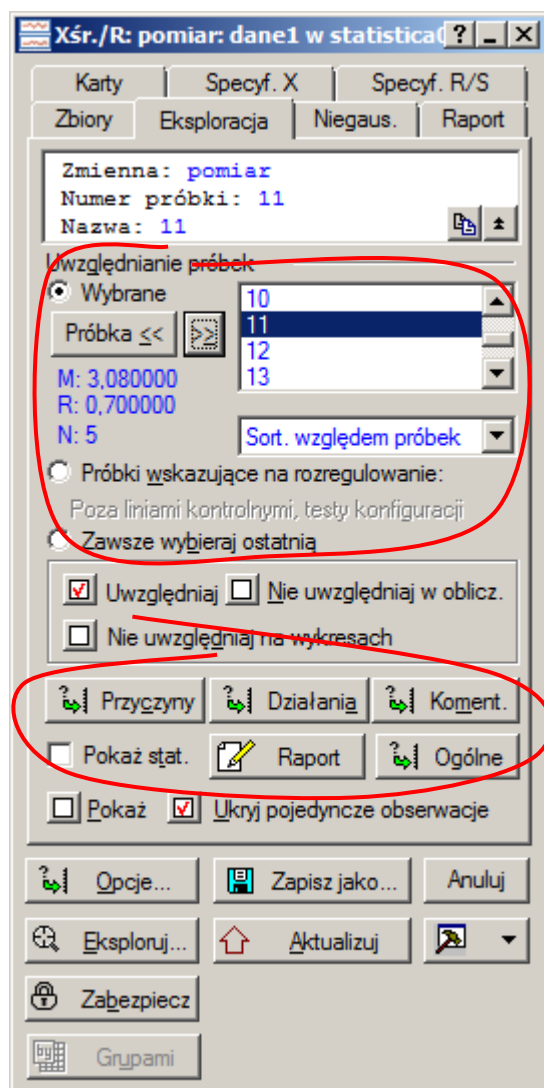 Xśr./R: pomiar: dane1 w statistica
Karty Specyf. X Specyf. R/S
Zbiory Eksploracja Niegaus. Raport
Zmienna: pomiar
Numer próbki: 11
Nazwa: 11
Uwzględnianie próbek
Wybrane
10
11
12
13
Próbka << >>
M: 3,080000
R: 0,700000
N: 5
Sort. względem próbek
Próbki wskazujące na rozregulowanie:
Poza liniami kontrolnymi, testy konfiguracji
Zawsze wybieraj ostatnią
Uwzględniaj Nie uwzględniaj w oblicz.
Nie uwzględniaj na wykresach
Przyczyny Działania Koment.
Pokaż stat. Raport Ogólne
Pokaż Ukryj pojedyncze obserwacje
Opcje... Zapisz jako... Anuluj
Eksploruj... Aktualizuj
Zabezpiecz
Grupami